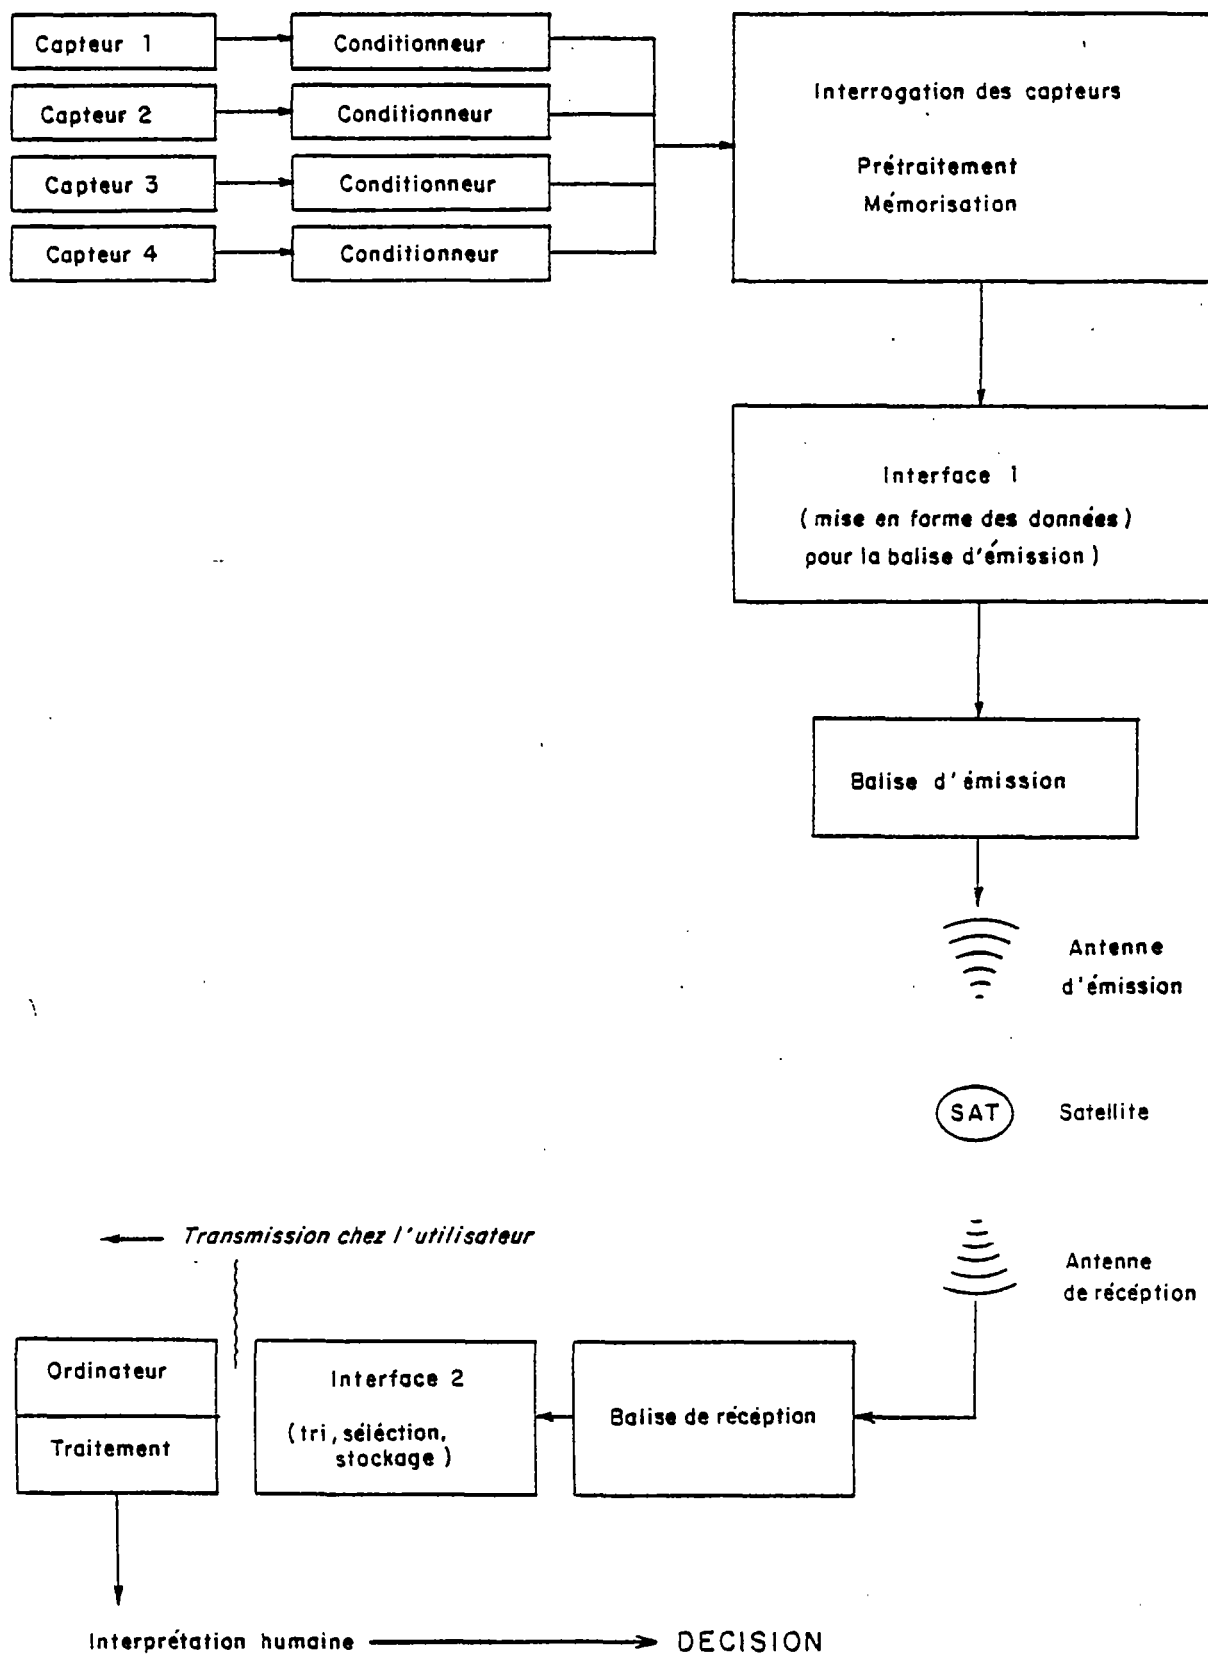 Capteur 1
Conditionneur
Capteur 2
Conditionneur
Capteur 3
Conditionneur
Capteur 4
Conditionneur
Interrogation des capteurs
Prétraitement
Mémorisation
Interface 1
(mise en forme des données)
pour la balise d'émission)
Balise d'émission
Antenne
d'émission
SAT
Satellite
Transmission chez l'utilisateur
Antenne
de récéption
Ordinateur
Traitement
Interface 2
(tri, séléction,
stockage)
Balise de récéption
Interprétation humaine
DECISION